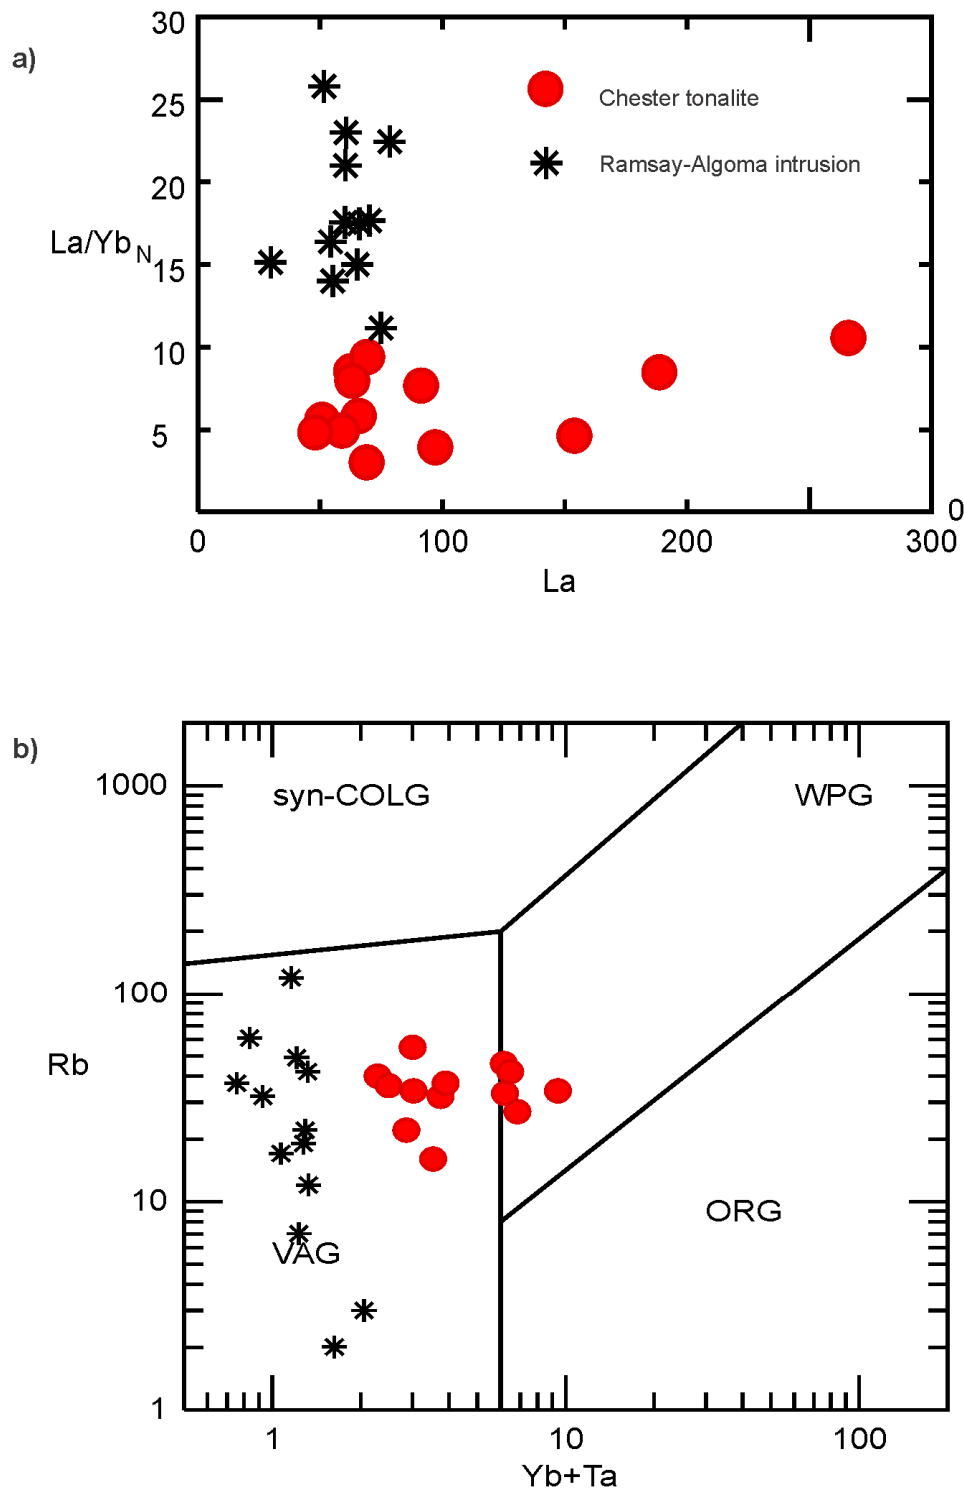 a)
30
25
20
15
10
5
La/Yb N
Chester tonalite
Ramsay-Algoma intrusion
0
0 100 200 300
La
b)
1000
100
10
1
Rb
syn-COLG
WPG
VAG
ORG
1 10 100
Yb+Ta